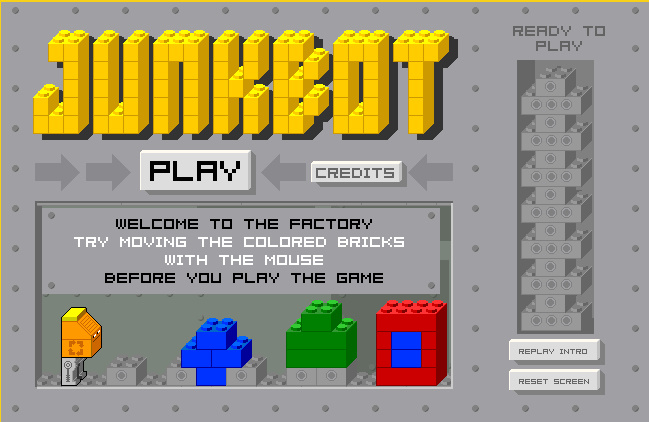 JUNKBOT
READY TO
PLAY
PLAY
CREDITS
WELCOME TO THE FACTORY
TRY MOVING THE COLORED BRICKS
WITH THE MOUSE
BEFORE YOU PLAY THE GAME
REPLAY INTRO
RESET SCREEN